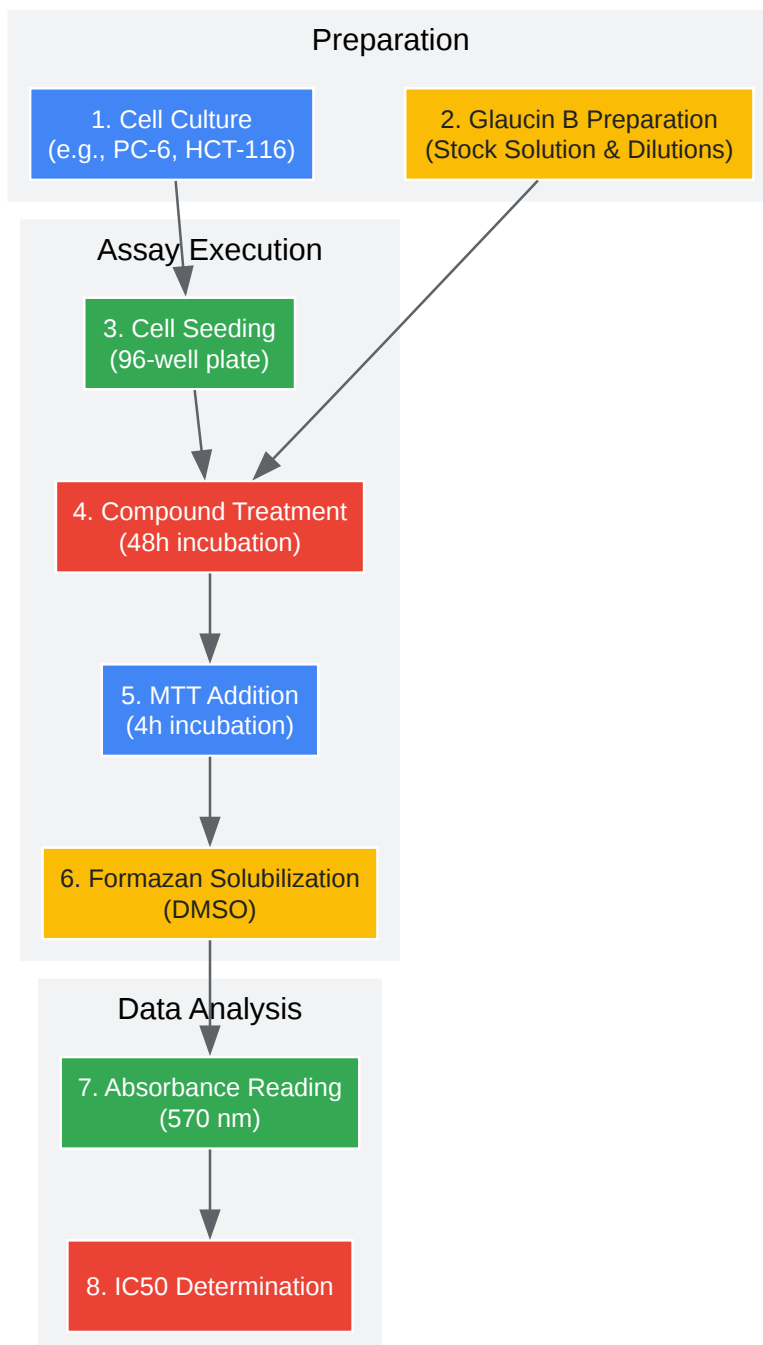 Preparation
1. Cell Culture
(e.g., PC-6, HCT-116)
2. Glaucin B Preparation
(Stock Solution & Dilutions)
Assay Execution
3. Cell Seeding
(96-well plate)
4. Compound Treatment
(48h incubation)
5. MTT Addition
(4h incubation)
6. Formazan Solubilization
(DMSO)
Data Analysis
7. Absorbance Reading
(570 nm)
8. IC50 Determination